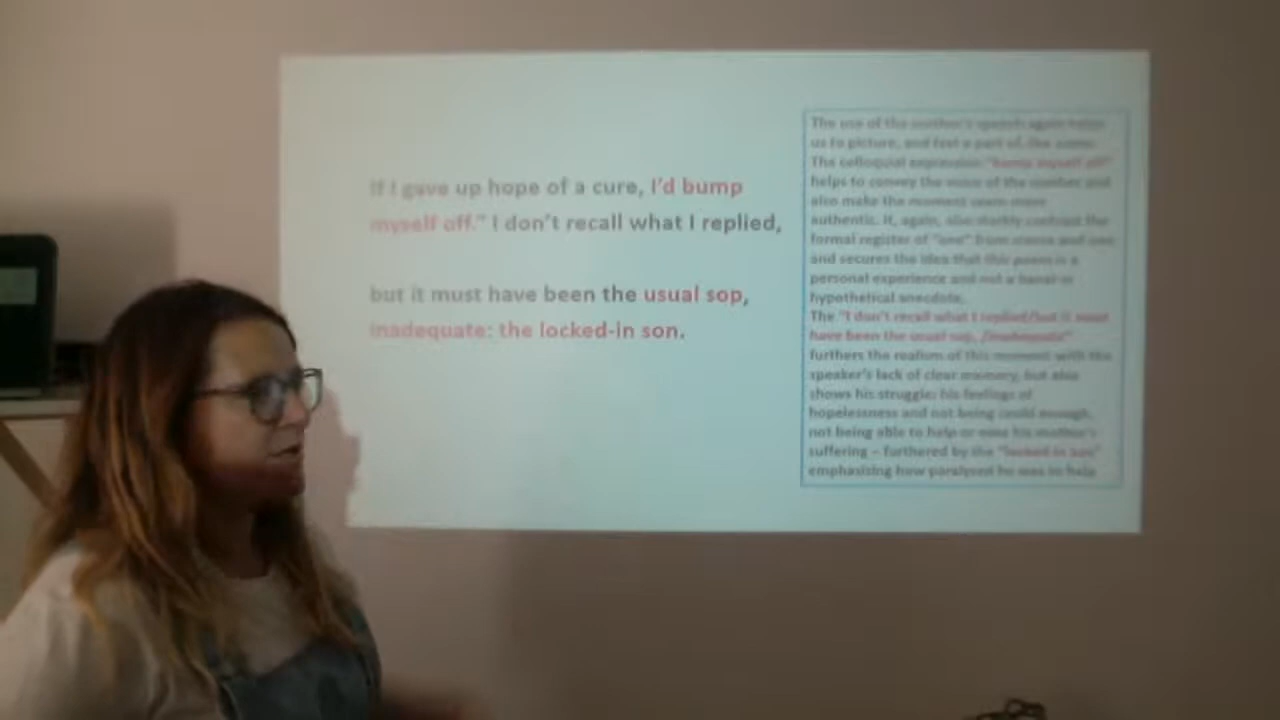 If I gave up hope of a cure, I'd bump
myself off." I don't recall what I replied,
but it must have been the usual sop,
inadequate: the locked-in son.
The use of the mother's speech again helps
us to picture, and feel a part of, the scene.
The colloquial expression "bump myself off"
helps to convey the voice of the mother and
also make the moment seem more
authentic. It, again, also starkly contrast the
formal register of "one" from stanza and one
and secures the idea that this poem is a
personal experience and not a banal or
hypothetical anecdote.
The "I don't recall what I replied/but it must
have been the usual sop, /inadequate"
furthers the realism of this moment with the
speaker's lack of clear memory, but also
shows his struggle: his feelings of
hopelessness and not being could enough,
not being able to help or ease his mother's
suffering – furthered by the "locked-in son"
emphasising how paralysed he was to help